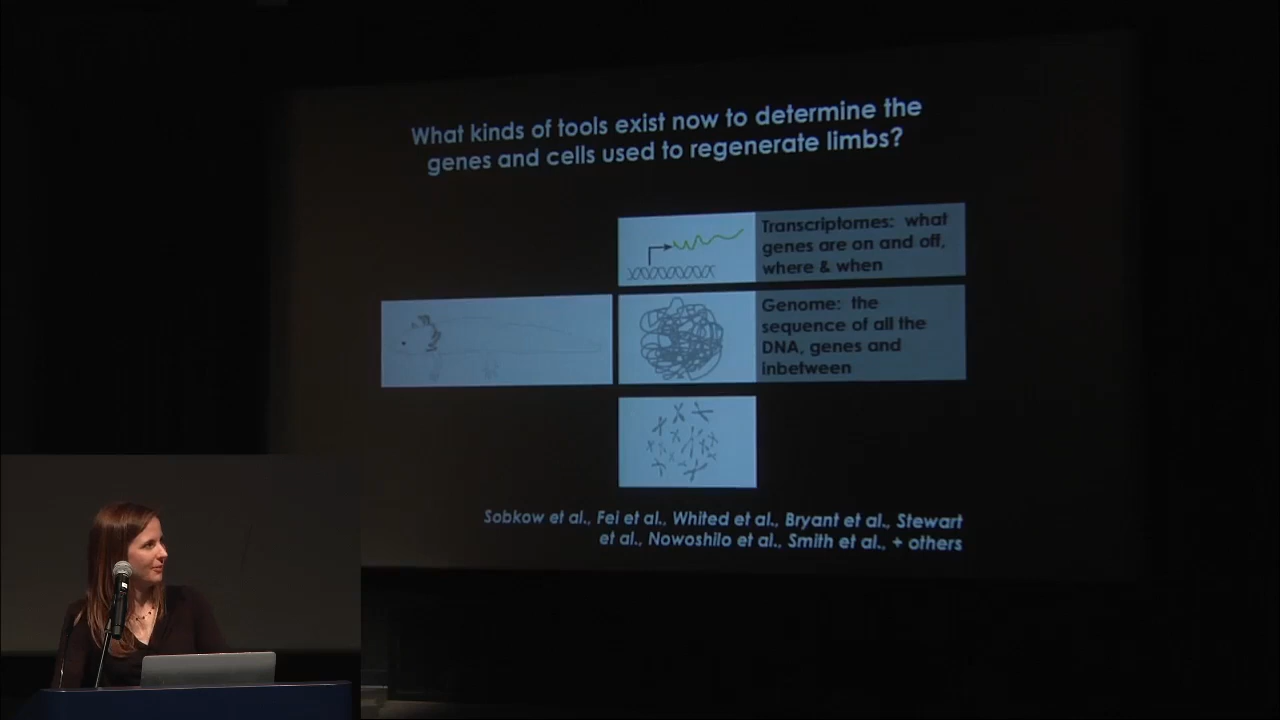 What kinds of tools exist now to determine the
genes and cells used to regenerate limbs?
Transcriptomes: what
genes are on and off,
where & when
Genome: the
sequence of all the
DNA, genes and
inbetween
Sobkow et al., Fei et al., Whited et al., Bryant et al., Stewart
et al., Nowoshilo et al., Smith et al., + others